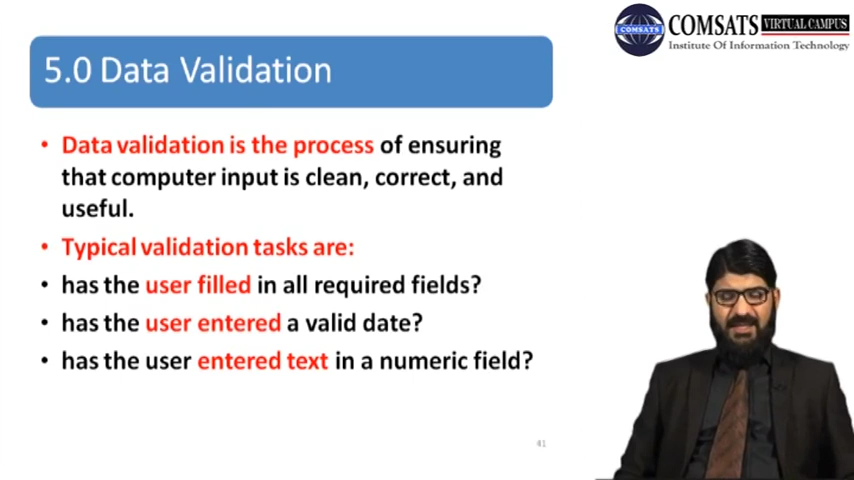 COMSATS VIRTUAL CAMPUS
COMSATS
Institute Of Information Technology
5.0 Data Validation
• Data validation is the process of ensuring
that computer input is clean, correct, and
useful.
• Typical validation tasks are:
• has the user filled in all required fields?
• has the user entered a valid date?
• has the user entered text in a numeric field?
41